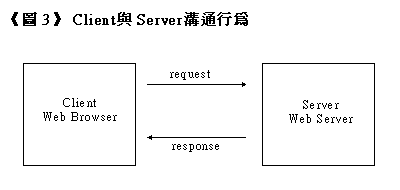 《圖 3》 Client與 Server溝通行爲
request
Client
Web Browser
Server
Web Server
response